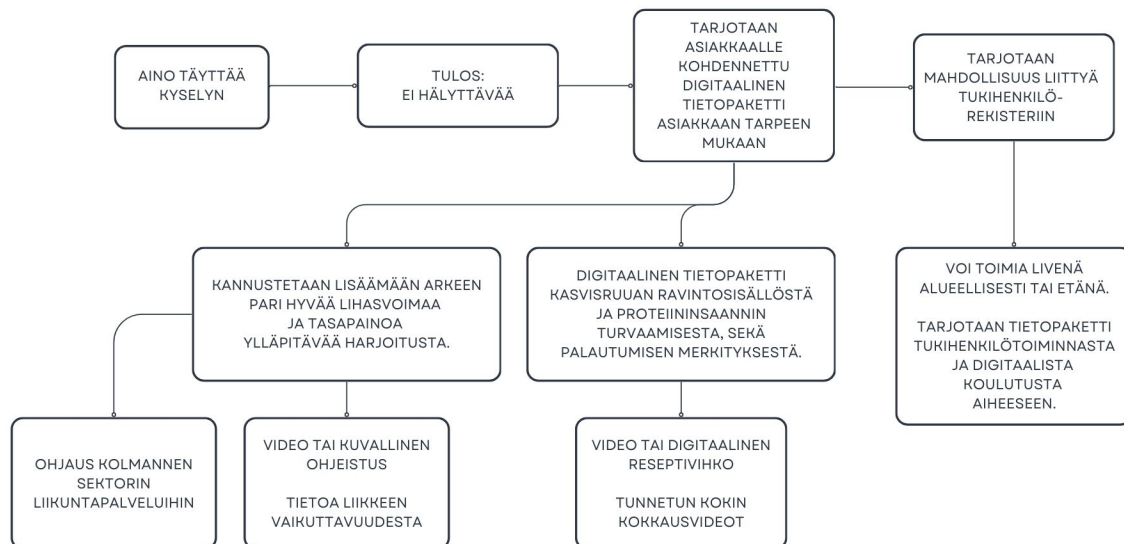 AINO TÄYTTÄÄ
KYSELYN
TULOS:
EI HÄLYTTÄVÄÄ
TARJOTAAN
ASIAKKAALLE
KOHDENNETTU
DIGITAALINEN
TIETOPAKETTI
ASIAKKAAN TARPEEN
MUKAAN
TARJOTAAN
MAHDOLLISUUS LIITTYÄ
TUKIHENKILÖ-
REKISTERIIN
KANNUSTETAAN LISÄÄMÄÄN ARKEEN
PARI HYVÄÄ LIHASVOIMAA
JA TASAPAINOA
YLLÄPITÄVÄÄ HARJOITUSTA.
DIGITAALINEN TIETOPAKETTI
KASVISRUUAN RAVINTOSISÄLLÖSTÄ
JA PROTEIININSAANNIN
TURVAAMISESTA, SEKÄ
PALAUTUMISEN MERKITYKSESTÄ.
VOI TOIMIA LIVENÄ
ALUEELLISESTI TAI ETÄNÄ.
TARJOTAAN TIETOPAKETTI
TUKIHENKILÖTOIMINNASTA
JA DIGITAALISTA
KOULUTUSTA
AIHEESEEN.
OHJAUS KOLMANNEN
SEKTORIN
LIIKUNTAPALVELUIHIN
VIDEO TAI KUVALLINEN
OHJEISTUS
TIETOA LIIKKEEN
VAIKUTTAVUUDESTA
VIDEO TAI DIGITAALINEN
RESEPTIVIHKO
TUNNETUN KOKIN
KOKKAUSVIDEOT